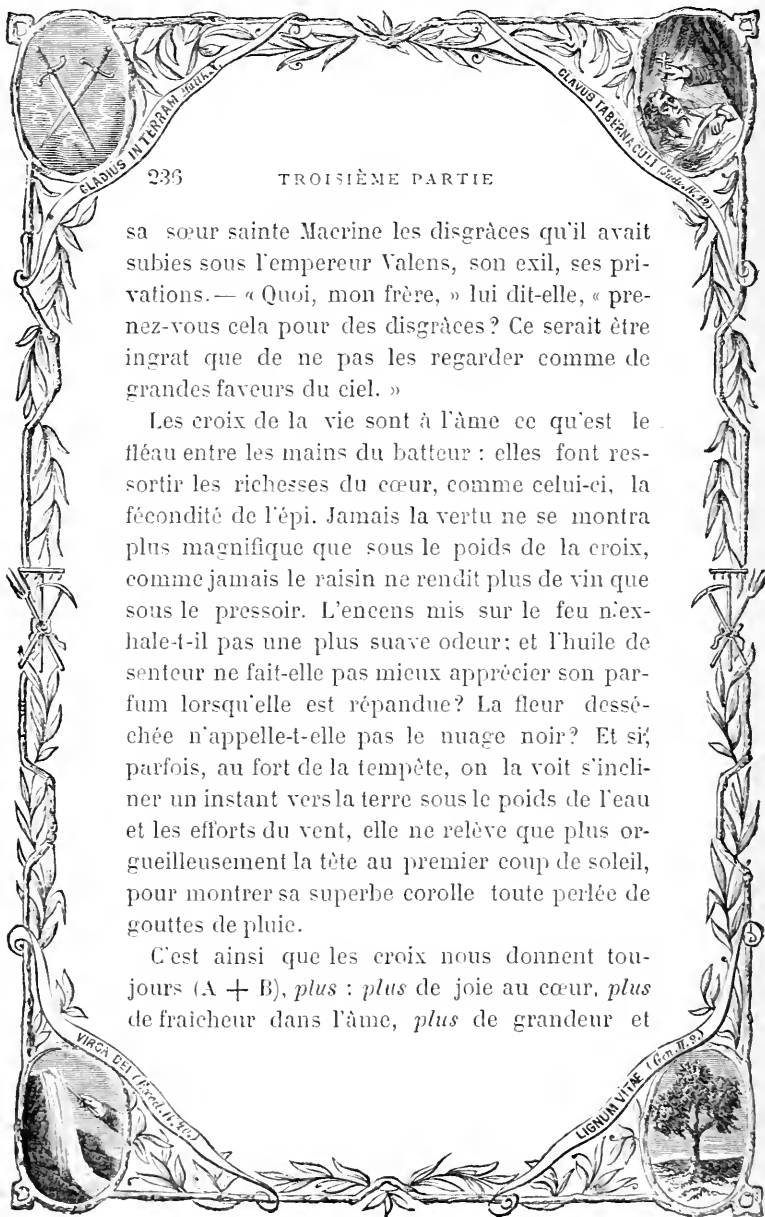 GLADIUS IN TERRAM Matth. X.
CLAVUS TABERNACULI (Judic. IV. 12)
236 TROISIÈME PARTIE
sa sœur sainte Macrine les disgrâces qu'il avait
subies sous l'empereur Valens, son exil, ses pri-
vations. — « Quoi, mon frère, » lui dit-elle, « pre-
nez-vous cela pour des disgrâces? Ce serait être
ingrat que de ne pas les regarder comme de
grandes faveurs du ciel. »
Les croix de la vie sont à l'âme ce qu'est le
fléau entre les mains du batteur : elles font res-
sortir les richesses du cœur, comme celui-ci, la
fécondité de l'épi. Jamais la vertu ne se montra
plus magnifique que sous le poids de la croix,
comme jamais le raisin ne rendit plus de vin que
sous le pressoir. L'encens mis sur le feu n'ex-
hale-t-il pas une plus suave odeur; et l'huile de
senteur ne fait-elle pas mieux apprécier son par-
fum lorsqu'elle est répandue? La fleur dessé-
chée n'appelle-t-elle pas le nuage noir? Et si,
parfois, au fort de la tempête, on la voit s'incli-
ner un instant vers la terre sous le poids de l'eau
et les efforts du vent, elle ne relève que plus or-
gueilleusement la tête au premier coup de soleil,
pour montrer sa superbe corolle toute perlée de
gouttes de pluie.
C'est ainsi que les croix nous donnent tou-
jours (A + B), plus : plus de joie au cœur, plus
de fraîcheur dans l'âme, plus de grandeur et
VIRGA DEI (Exod.
LIGNUM VITAE (Gen. II. 9.)